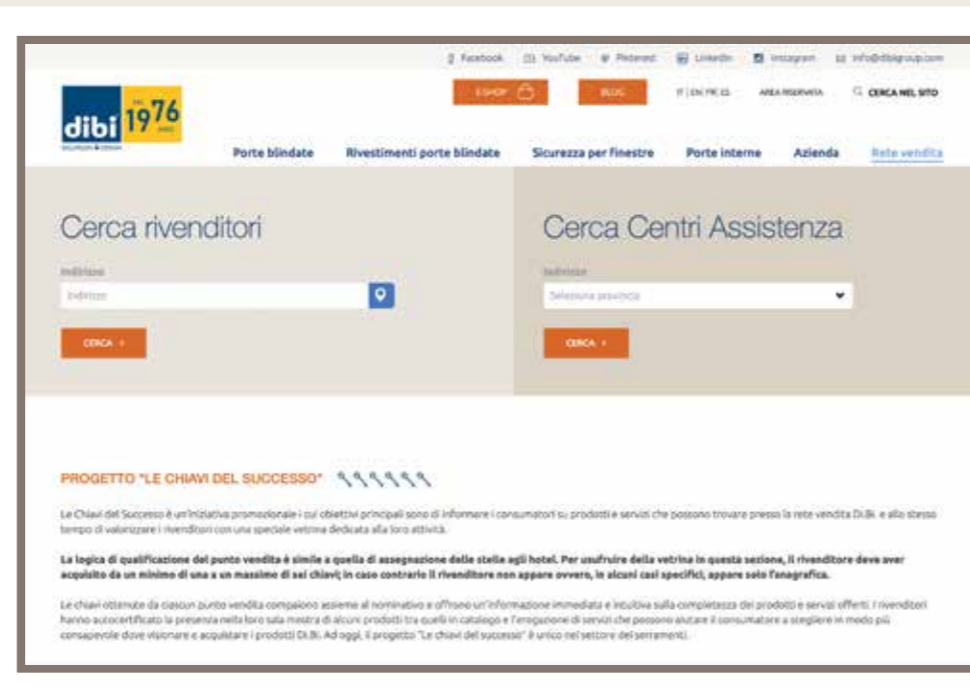 Facebook YouTube Pinterest LinkedIn Instagram info@dibigroup.com
E-SHOP BLOG IT | EN FR ES AREA RISERVATA CERCA NEL SITO
dibi 1976
Porte blindate Rivestimenti porte blindate Sicurezza per finestre Porte interne Azienda Rete vendita
Cerca rivenditori
Indirizzo
Indirizzo
CERCA
Cerca Centri Assistenza
Indirizzo
Seleziona provincia
CERCA
PROGETTO "LE CHIAVI DEL SUCCESSO"
Le Chiavi del Successo è un'iniziativa promozionale i cui obiettivi principali sono di informare i consumatori su prodotti e servizi che possono trovare presso la rete vendita Di.Bi. e allo stesso
tempo di valorizzare i rivenditori con una speciale vetrina dedicata alla loro attività.
La logica di qualificazione del punto vendita è simile a quella di assegnazione delle stelle agli hotel. Per usufruire della vetrina in questa sezione, il rivenditore deve aver
acquisito da un minimo di una a un massimo di sei chiavi; in caso contrario il rivenditore non appare ovvero, in alcuni casi specifici, appare solo l'anagrafica.
Le chiavi ottenute da ciascun punto vendita compaiono assieme al nominativo e offrono un'informazione immediata e intuitiva sulla completezza dei prodotti e servizi offerti. I rivenditori
hanno autocertificato la presenza nella loro sala mostra di alcuni prodotti tra quelli in catalogo e l'erogazione di servizi che possono aiutare il consumatore a scegliere in modo più
consapevole dove visionare e acquistare i prodotti Di.Bi. Ad oggi, il progetto "Le chiavi del successo" è unico nel settore dei serramenti.